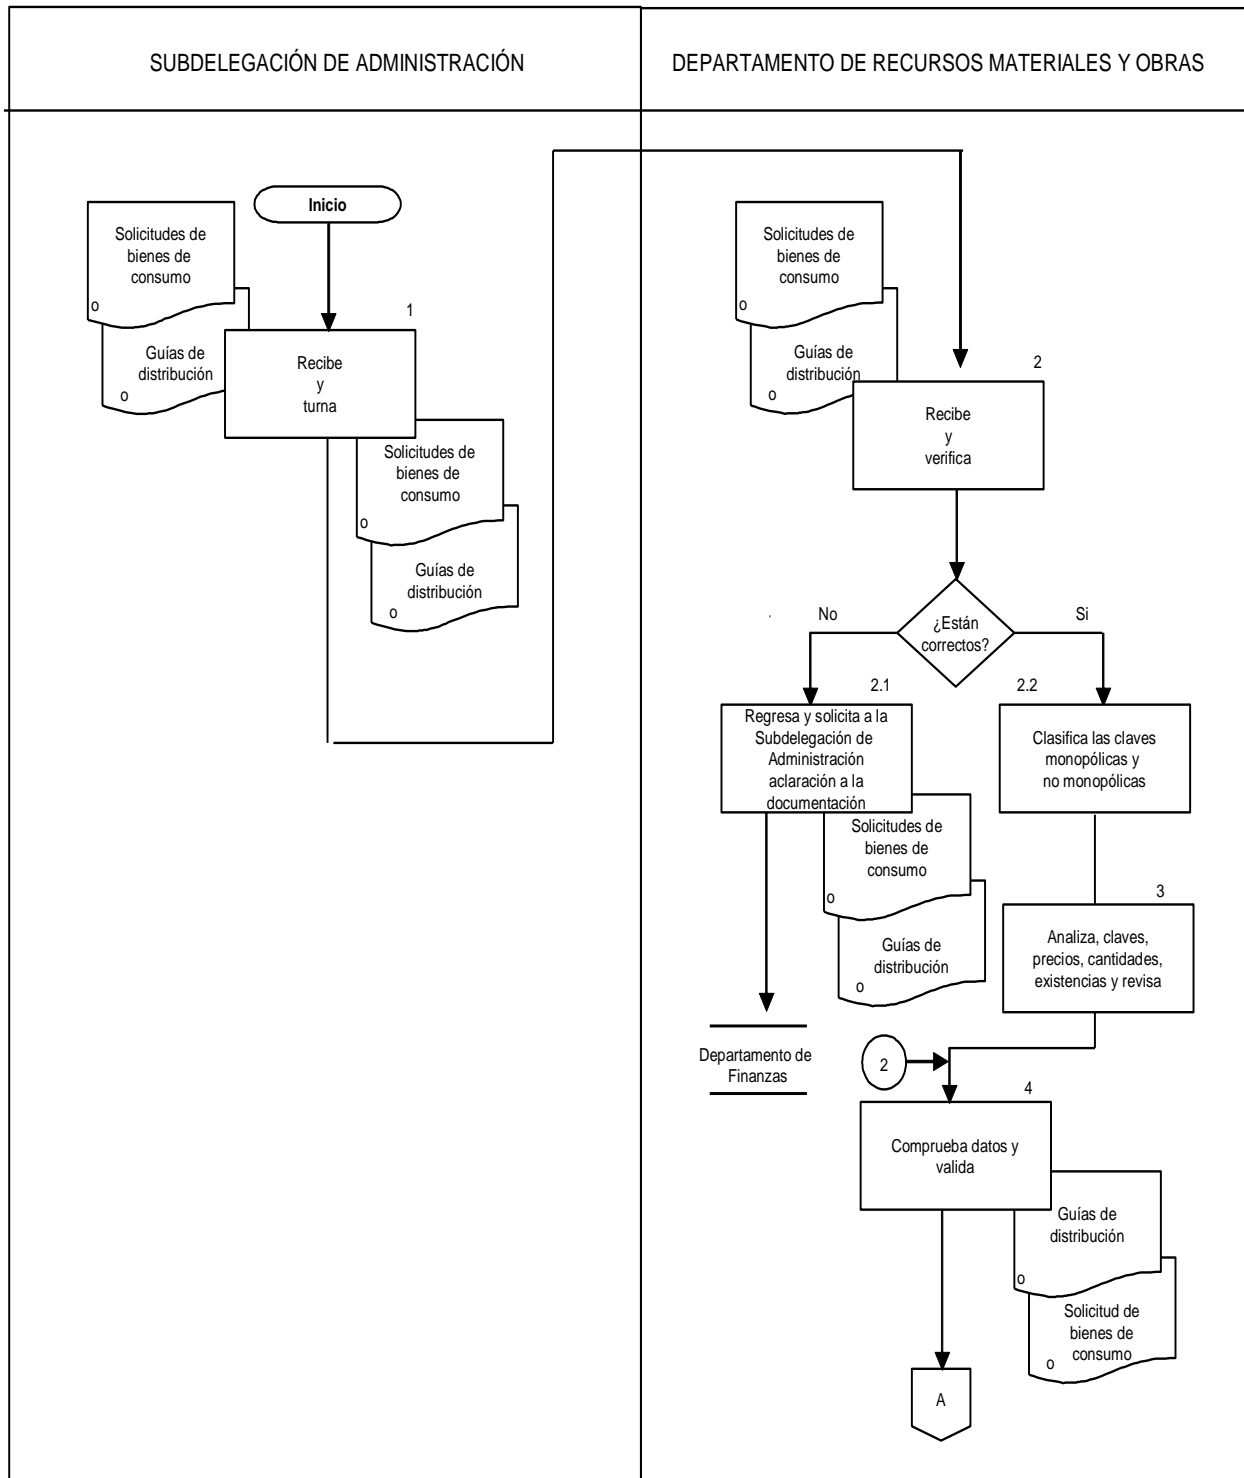 SUBDELEGACIÓN DE ADMINISTRACIÓN
DEPARTAMENTO DE RECURSOS MATERIALES Y OBRAS
Inicio
Solicitudes de
bienes de
consumo
o
Guías de
distribución
o
1
Recibe
y
turna
Solicitudes de
bienes de
consumo
o
Guías de
distribución
o
Solicitudes de
bienes de
consumo
o
Guías de
distribución
o
2
Recibe
y
verifica
¿Están
correctos?
No
Si
2.1
Regresa y solicita a la
Subdelegación de
Administración
aclaración a la
documentación
Solicitudes de
bienes de
consumo
o
Guías de
distribución
o
Departamento de
Finanzas
2.2
Clasifica las claves
monopólicas y
no monopólicas
3
Analiza, claves,
precios, cantidades,
existencias y revisa
2
4
Comprueba datos y
valida
Guías de
distribución
o
Solicitud de
bienes de
consumo
o
A